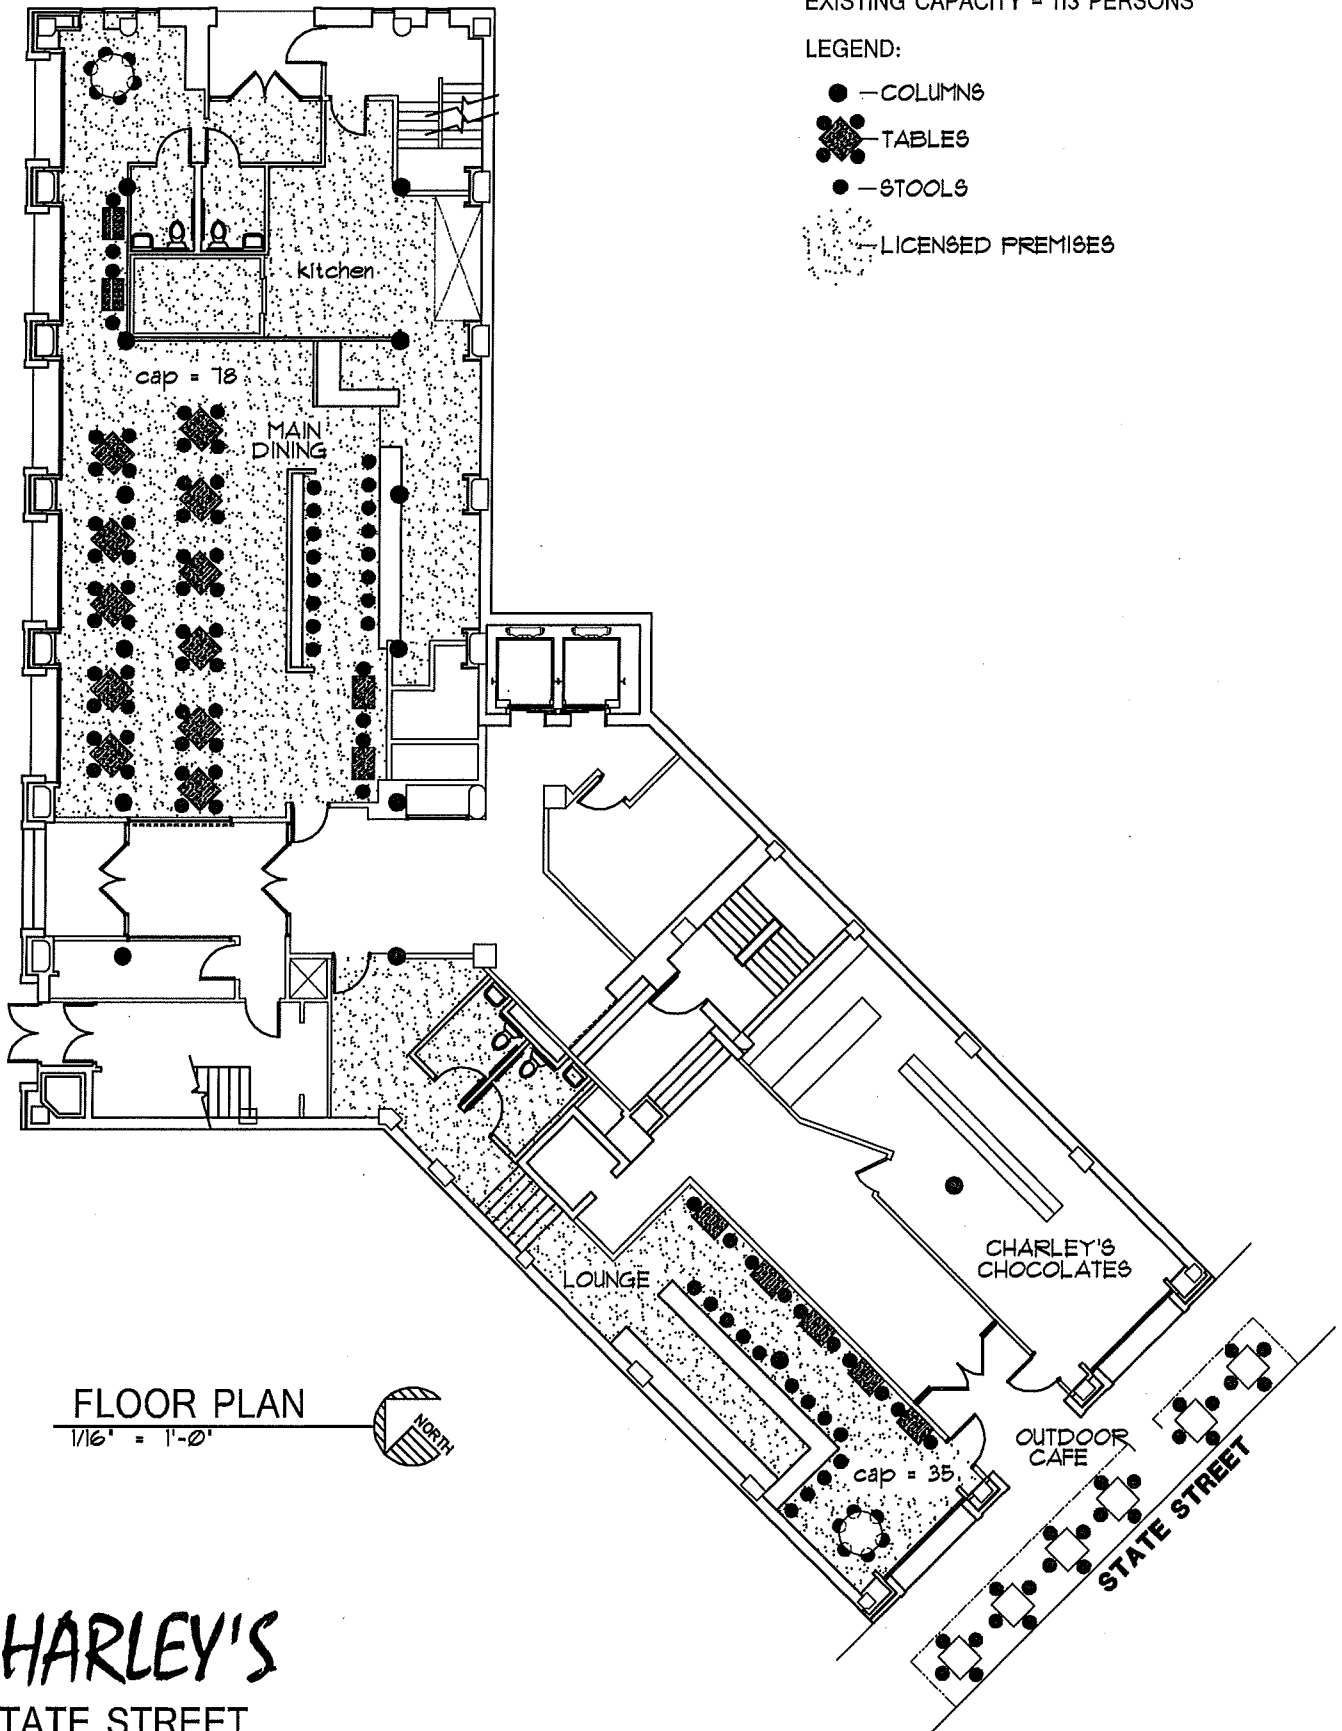 EXISTING CAPACITY = 113 PERSONS
LEGEND:
COLUMNS
TABLES
STOOLS
LICENSED PREMISES
kitchen
cap = 78
MAIN
DINING
LOUNGE
CHARLEY'S
CHOCOLATES
OUTDOOR
CAFE
cap = 35
STATE STREET
FLOOR PLAN
1/16" = 1'-0"
NORTH
HARLEY'S
TATE STREET